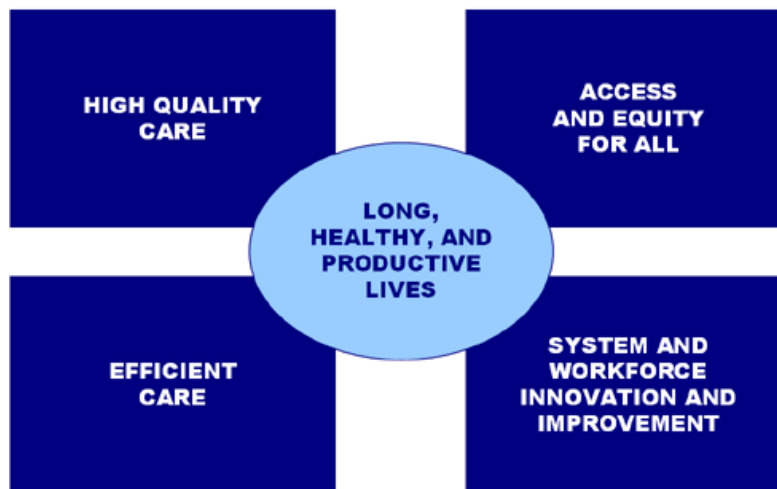 HIGH QUALITY
CARE
ACCESS
AND EQUITY
FOR ALL
LONG,
HEALTHY, AND
PRODUCTIVE
LIVES
EFFICIENT
CARE
SYSTEM AND
WORKFORCE
INNOVATION AND
IMPROVEMENT